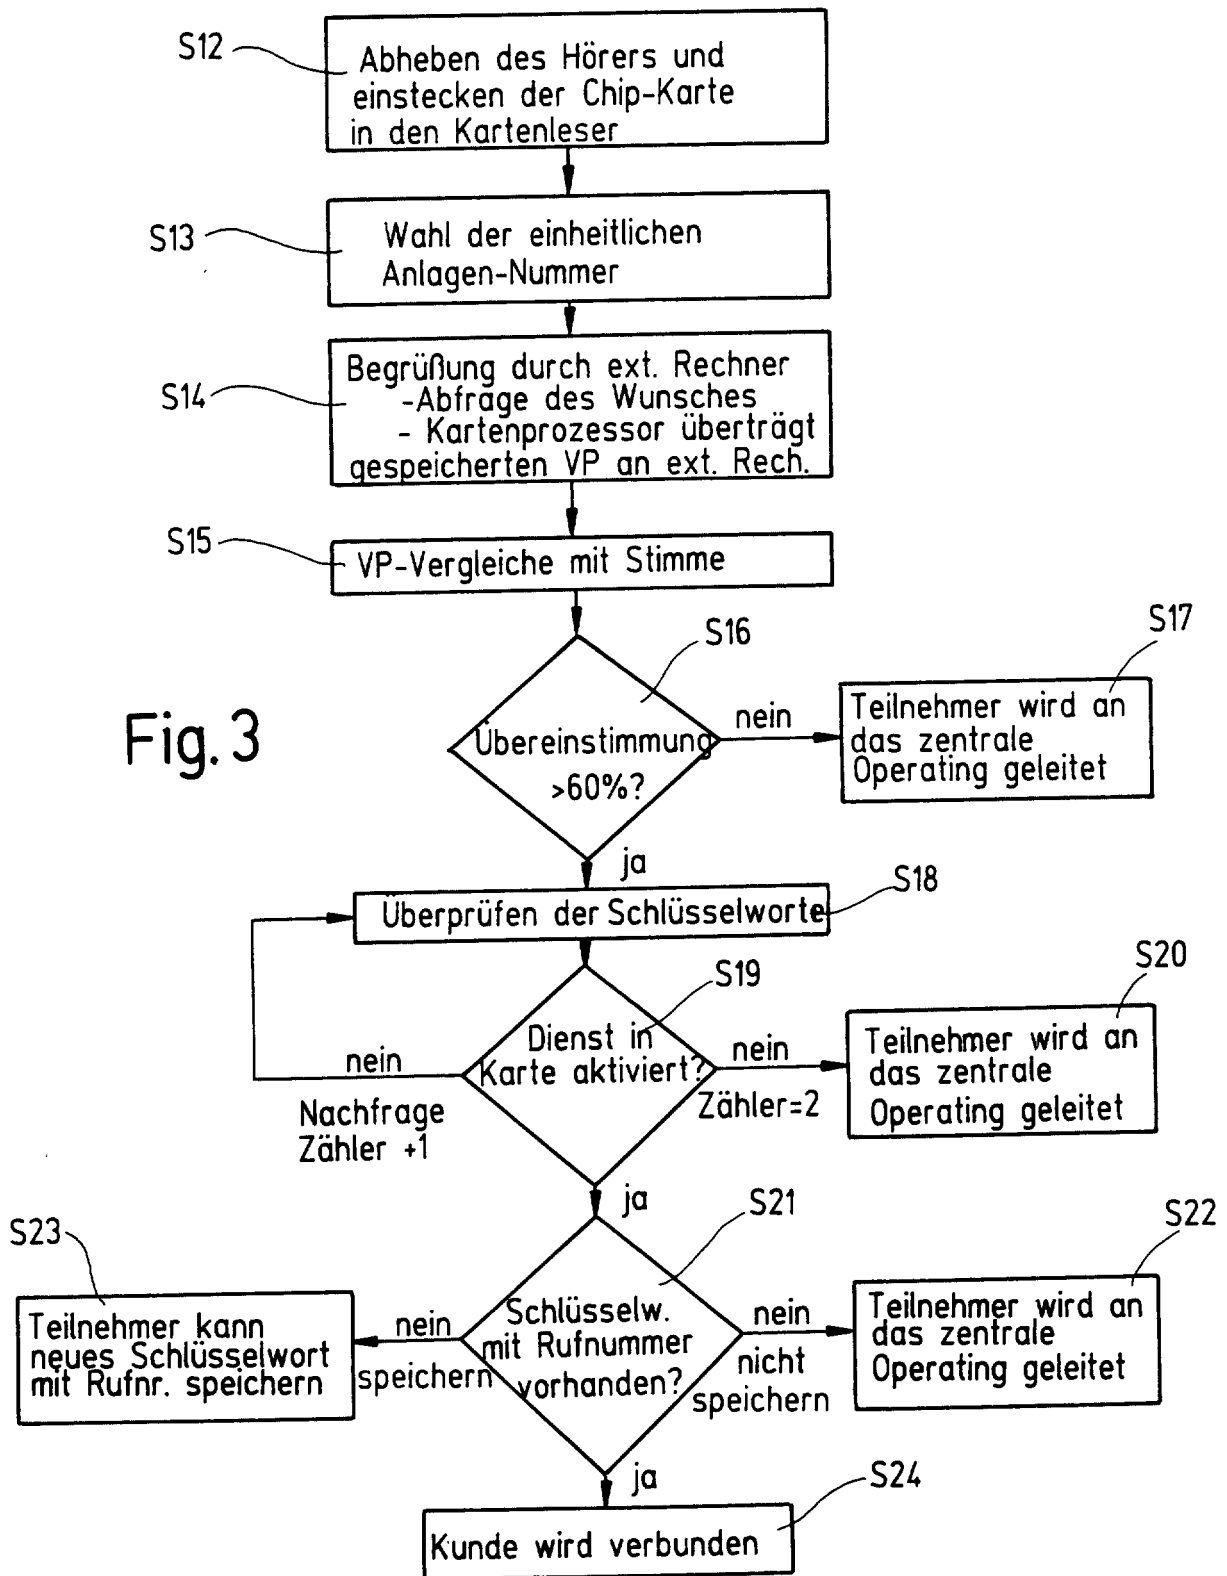 S12
Abheben des Hörers und
einstecken der Chip-Karte
in den Kartenleser
S13
Wahl der einheitlichen
Anlagen-Nummer
S14
Begrüßung durch ext. Rechner
-Abfrage des Wunsches
- Kartenprozessor überträgt
gespeicherten VP an ext. Rech.
S15
VP-Vergleiche mit Stimme
S16
Übereinstimmung
>60%?
nein
S17
Teilnehmer wird an
das zentrale
Operating geleitet
Fig. 3
ja
S18
Überprüfen der Schlüsselworte
S19
Dienst in
Karte aktiviert?
nein
Nachfrage
Zähler +1
nein
Zähler=2
S20
Teilnehmer wird an
das zentrale
Operating geleitet
ja
S21
Schlüsselw.
mit Rufnummer
vorhanden?
nein
speichern
S23
Teilnehmer kann
neues Schlüsselwort
mit Rufnr. speichern
nein
nicht
speichern
S22
Teilnehmer wird an
das zentrale
Operating geleitet
ja
S24
Kunde wird verbunden